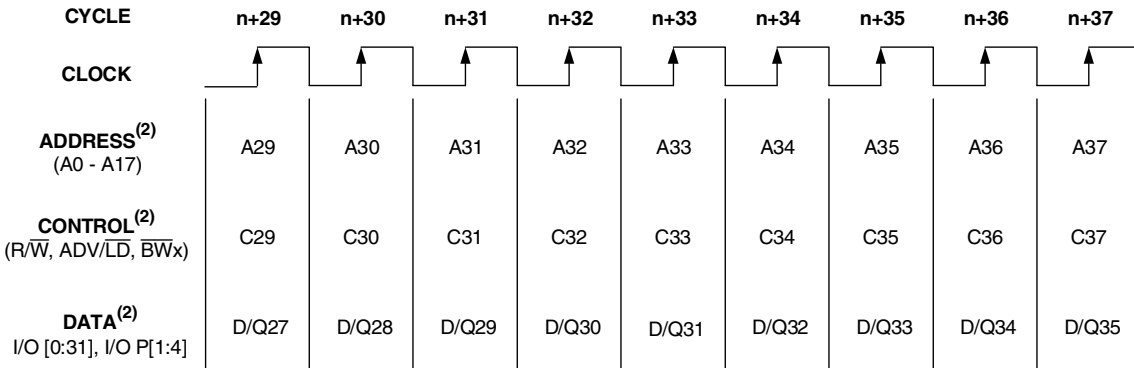 CYCLE n+29 n+30 n+31 n+32 n+33 n+34 n+35 n+36 n+37
CLOCK
ADDRESS(2)
(A0 - A17) A29 A30 A31 A32 A33 A34 A35 A36 A37
CONTROL(2)
(R/W̅, ADV/L̅D̅, B̅W̅x) C29 C30 C31 C32 C33 C34 C35 C36 C37
DATA(2)
I/O [0:31], I/O P[1:4] D/Q27 D/Q28 D/Q29 D/Q30 D/Q31 D/Q32 D/Q33 D/Q34 D/Q35